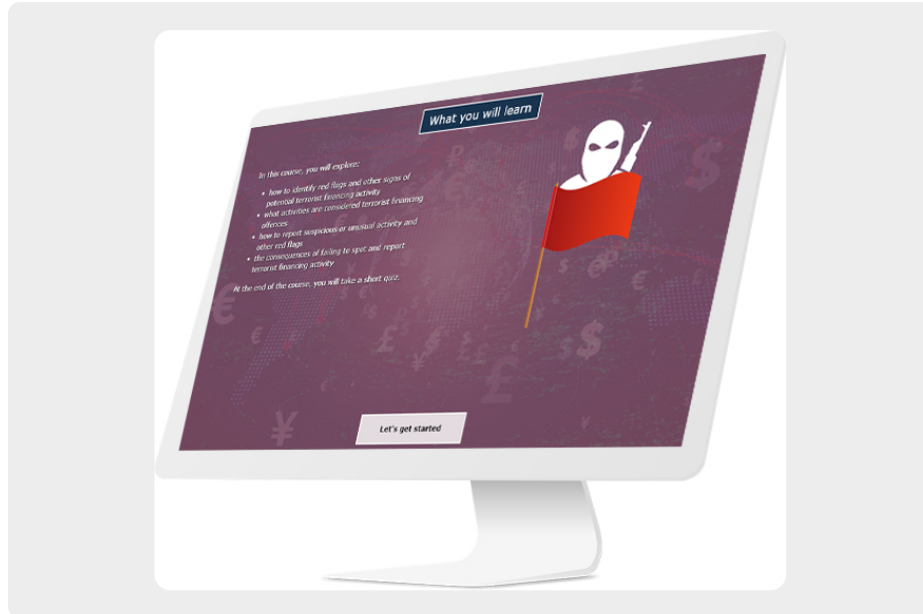 What you will learn
In this course, you will explore:
• how to identify red flags and other signs of
potential terrorist financing activity
• what activities are considered terrorist financing
offences
• how to report suspicious or unusual activity and
other red flags
• the consequences of failing to spot and report
terrorist financing activity
At the end of the course, you will take a short quiz.
Let's get started